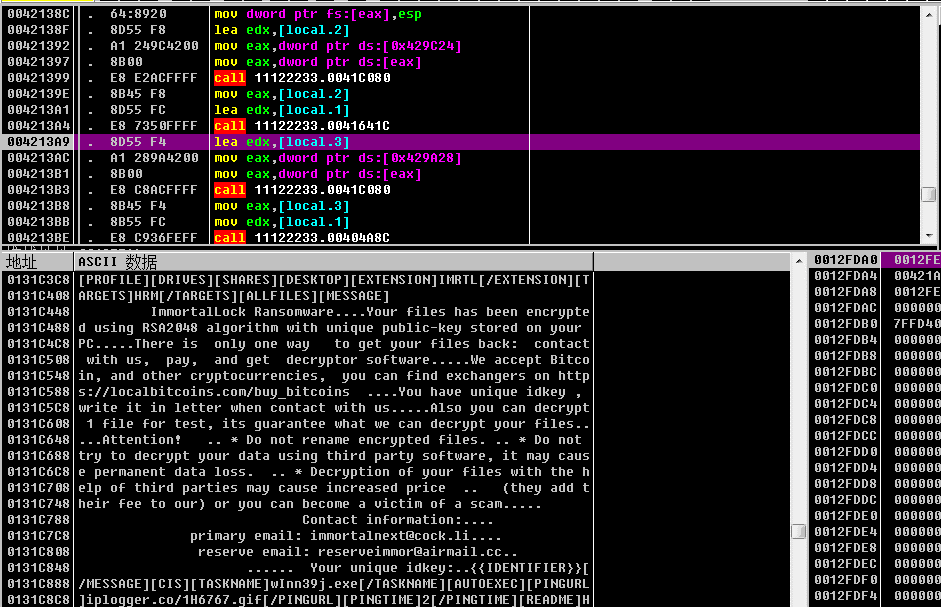 0042138C . 64:8920 mov dword ptr fs:[eax],esp
0042138F . 8D55 F8 lea edx,[local.2]
00421392 . A1 249C4200 mov eax,dword ptr ds:[0x429C24]
00421397 . 8B00 mov eax,dword ptr ds:[eax]
00421399 . E8 E2ACFFFF call 11122233.0041C080
0042139E . 8B45 F8 mov eax,[local.2]
004213A1 . 8D55 FC lea edx,[local.1]
004213A4 . E8 7350FFFF call 11122233.0041641C
004213A9 . 8D55 F4 lea edx,[local.3]
004213AC . A1 289A4200 mov eax,dword ptr ds:[0x429A28]
004213B1 . 8B00 mov eax,dword ptr ds:[eax]
004213B3 . E8 C8ACFFFF call 11122233.0041C080
004213B8 . 8B45 F4 mov eax,[local.3]
004213BB . 8B55 FC mov edx,[local.1]
004213BE . E8 C936FEFF call 11122233.00404A8C
地址 ASCII 数据
0131C3C8 [PROFILE][DRIVES][SHARES][DESKTOP][EXTENSION]IMRTL[/EXTENSION][T
0131C408 ARGETS]HRM[/TARGETS][ALLFILES][MESSAGE]
0131C448 ImmortalLock Ransomware....Your files has been encrypte
0131C488 d using RSA2048 algorithm with unique public-key stored on your
0131C4C8 PC.....There is only one way to get your files back: contact
0131C508 with us, pay, and get decryptor software.....We accept Bitco
0131C548 in, and other cryptocurrencies, you can find exchangers on http
0131C588 s://localbitcoins.com/buy_bitcoins ....You have unique idkey ,
0131C5C8 write it in letter when contact with us.....Also you can decrypt
0131C608 1 file for test, its guarantee what we can decrypt your files..
0131C648 ...Attention! .. * Do not rename encrypted files. .. * Do not
0131C688 try to decrypt your data using third party software, it may caus
0131C6C8 e permanent data loss. .. * Decryption of your files with the h
0131C708 elp of third parties may cause increased price .. (they add t
0131C748 heir fee to our) or you can become a victim of a scam.....
0131C788 Contact information:....
0131C7C8 primary email: immortalnext@cock.li....
0131C808 reserve email: reserveimmor@airmail.cc..
0131C848 ...... Your unique idkey:..{{IDENTIFIER}}[
0131C888 /MESSAGE][CIS][TASKNAME]wInn39j.exe[/TASKNAME][AUTOEXEC][PINGURL
0131C8C8 ]iplogger.co/1H6767.gif[/PINGURL][PINGTIME]2[/PINGTIME][README]H
0012FDA0 0012FE
0012FDA4 00421A
0012FDA8 0012FE
0012FDAC 000000
0012FDB0 7FFD40
0012FDB4 000000
0012FDB8 000000
0012FDBC 000000
0012FDC0 000000
0012FDC4 000000
0012FDC8 000000
0012FDCC 000000
0012FDD0 000000
0012FDD4 000000
0012FDD8 000000
0012FDDC 000000
0012FDE0 000000
0012FDE4 000000
0012FDE8 000000
0012FDEC 000000
0012FDF0 000000
0012FDF4 000000